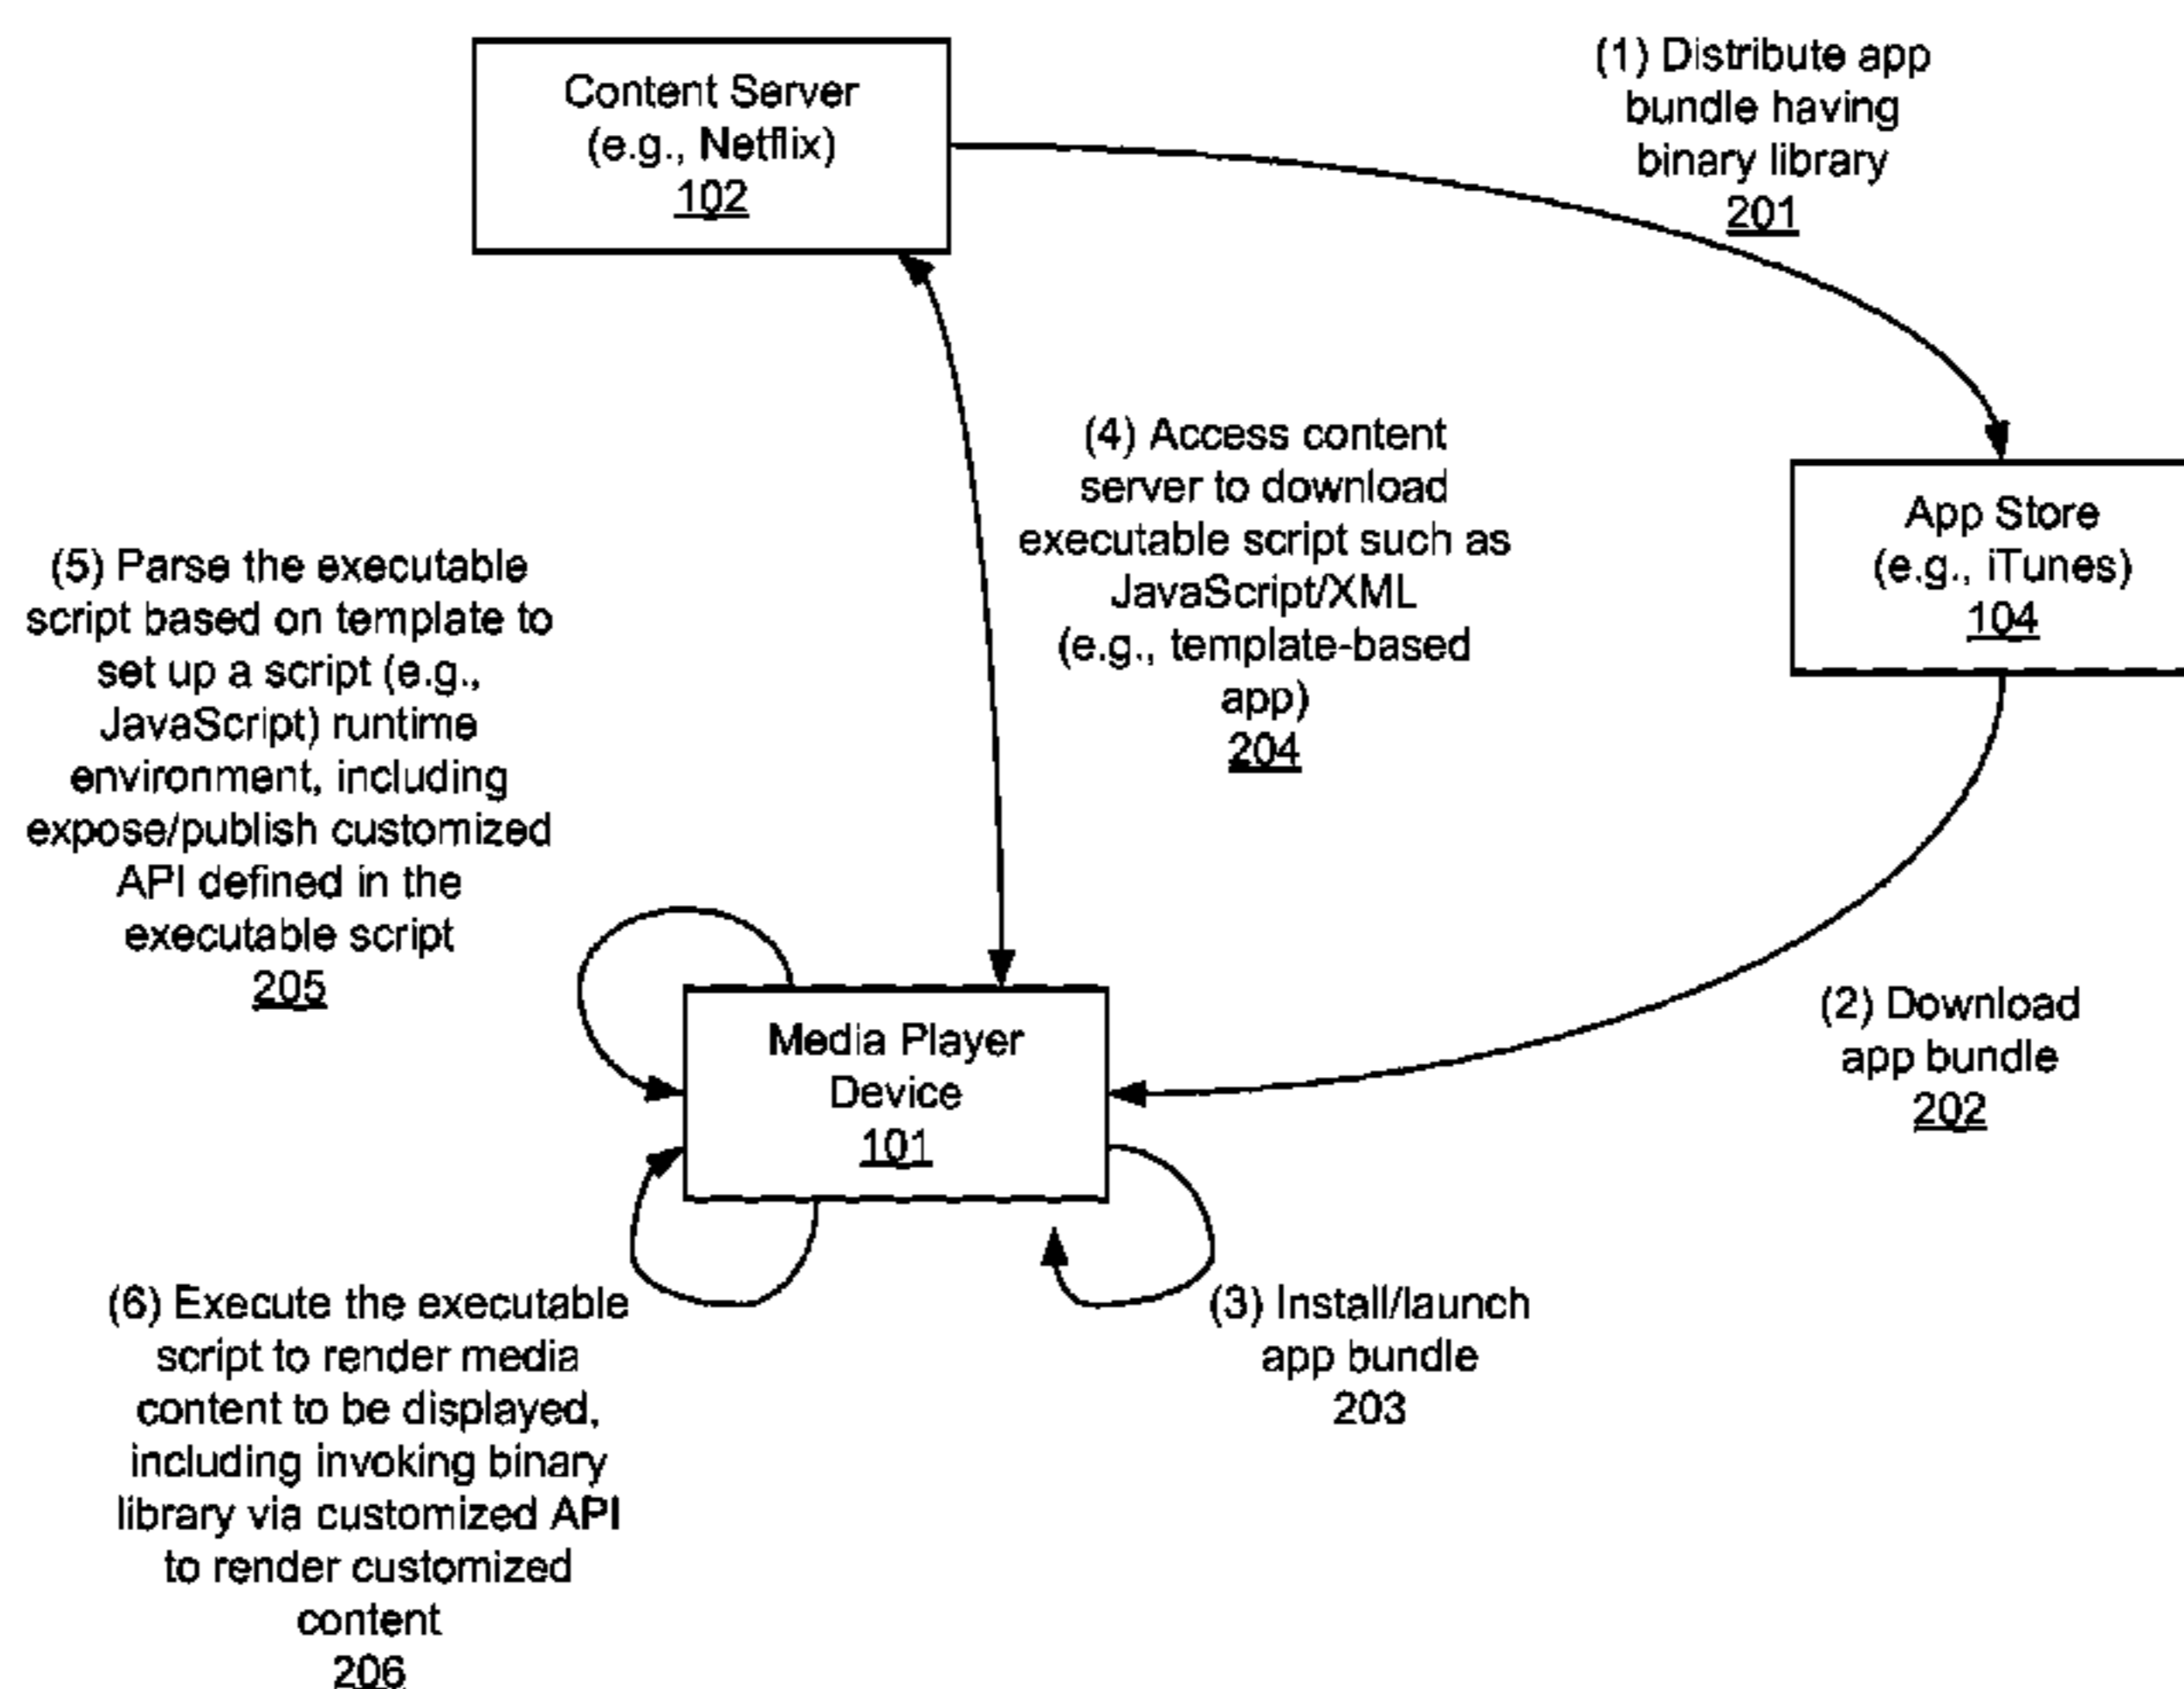 Content Server
(e.g., Netflix)
102
(1) Distribute app
bundle having
binary library
201
(4) Access content
server to download
executable script such as
JavaScript/XML
(e.g., template-based
app)
204
App Store
(e.g., iTunes)
104
(5) Parse the executable
script based on template to
set up a script (e.g.,
JavaScript) runtime
environment, including
expose/publish customized
API defined in the
executable script
205
Media Player
Device
101
(2) Download
app bundle
202
(3) Install/launch
app bundle
203
(6) Execute the executable
script to render media
content to be displayed,
including invoking binary
library via customized API
to render customized
content
206